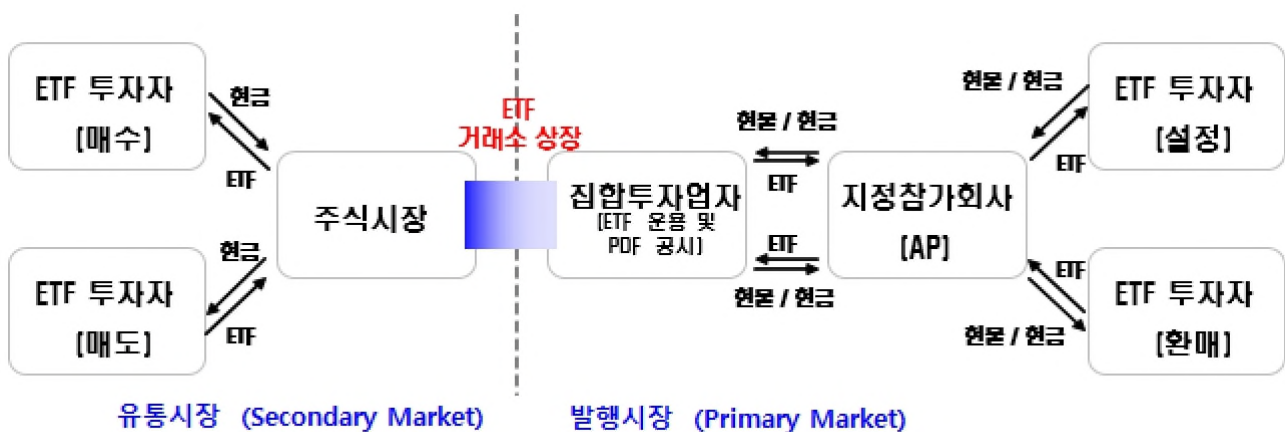 ETF 투자자
[매수]
현금
ETF
ETF 투자자
[매도]
현금
ETF
주식시장
ETF
거래소 상장
집합투자업자
[ETF 운용 및
PDF 공시]
현물 / 현금
ETF
ETF
현물 / 현금
지정참가회사
[AP]
현물 / 현금
ETF
ETF 투자자
[설정]
ETF
현물 / 현금
ETF 투자자
[환매]
유통시장 (Secondary Market)
발행시장 (Primary Market)